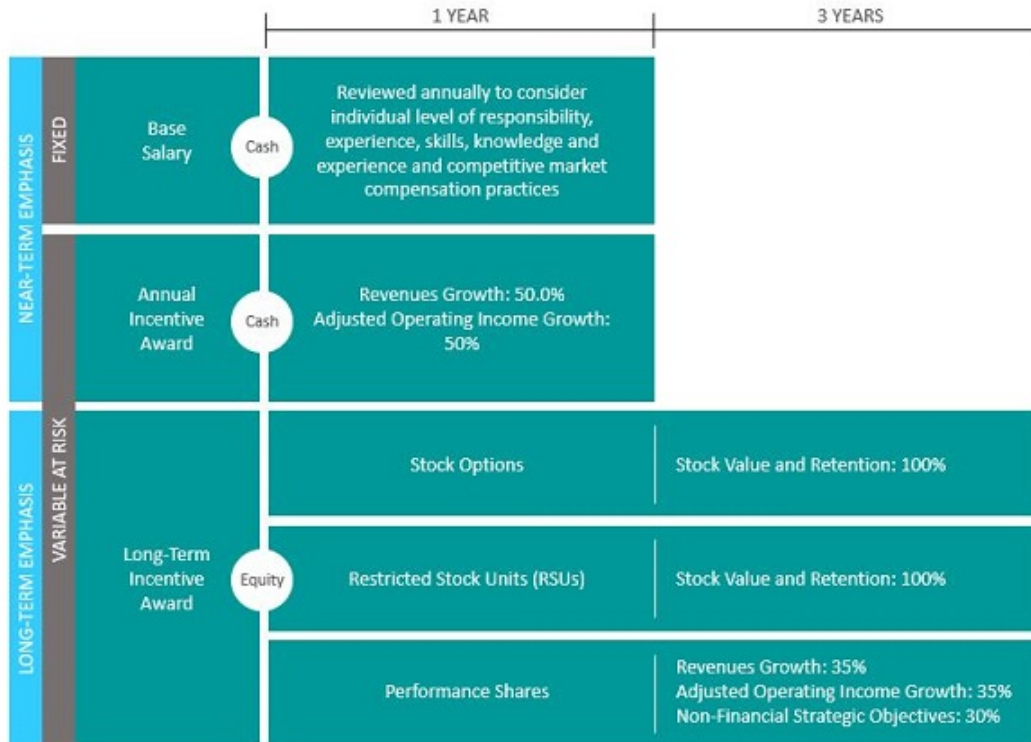 1 YEAR
3 YEARS
NEAR-TERM EMPHASIS
FIXED
Base
Salary
Cash
Reviewed annually to consider
individual level of responsibility,
experience, skills, knowledge and
experience and competitive market
compensation practices
VARIABLE AT RISK
Annual
Incentive
Award
Cash
Revenues Growth: 50.0%
Adjusted Operating Income Growth:
50%
LONG-TERM EMPHASIS
Long-Term
Incentive
Award
Equity
Stock Options
Stock Value and Retention: 100%
Restricted Stock Units (RSUs)
Stock Value and Retention: 100%
Performance Shares
Revenues Growth: 35%
Adjusted Operating Income Growth: 35%
Non-Financial Strategic Objectives: 30%